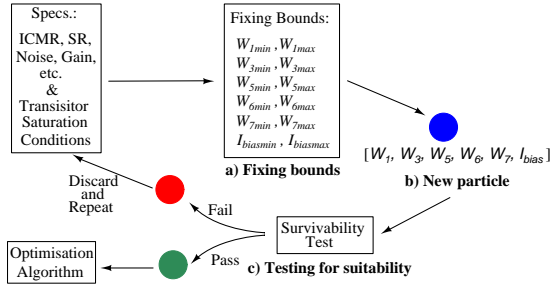 Specs.:
ICMR, SR,
Noise, Gain,
etc.
&
Transisitor
Saturation
Conditions
Fixing Bounds:
W1min ,W1max
W3min ,W3max
W5min ,W5max
W6min ,W6max
W7min ,W7max
Ibiasmin , Ibiasmax
a) Fixing bounds
[ W1, W3, W5, W6, W7, Ibias ]
b) New particle
Discard
and
Repeat
Fail
Survivability
Test
Pass
c) Testing for suitability
Optimisation
Algorithm